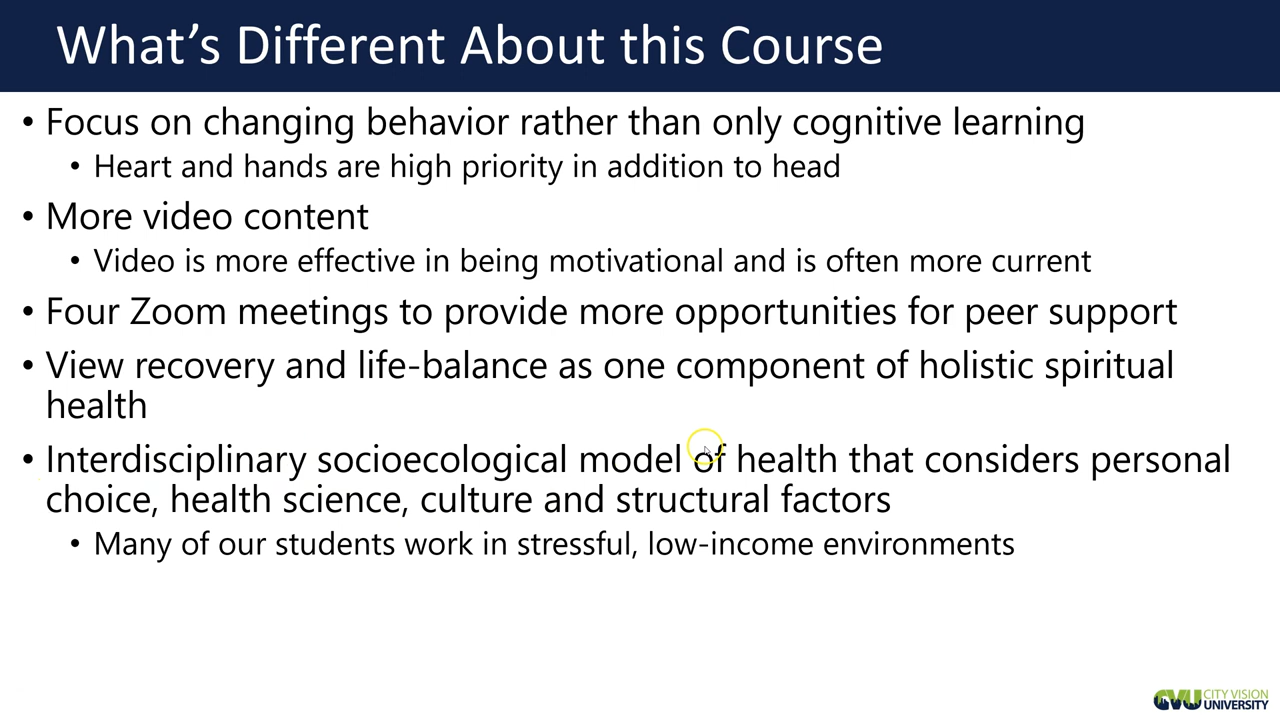 What's Different About this Course
• Focus on changing behavior rather than only cognitive learning
• Heart and hands are high priority in addition to head
• More video content
• Video is more effective in being motivational and is often more current
• Four Zoom meetings to provide more opportunities for peer support
• View recovery and life-balance as one component of holistic spiritual
health
• Interdisciplinary socioecological model of health that considers personal
choice, health science, culture and structural factors
• Many of our students work in stressful, low-income environments
CVU CITY VISION
UNIVERSITY